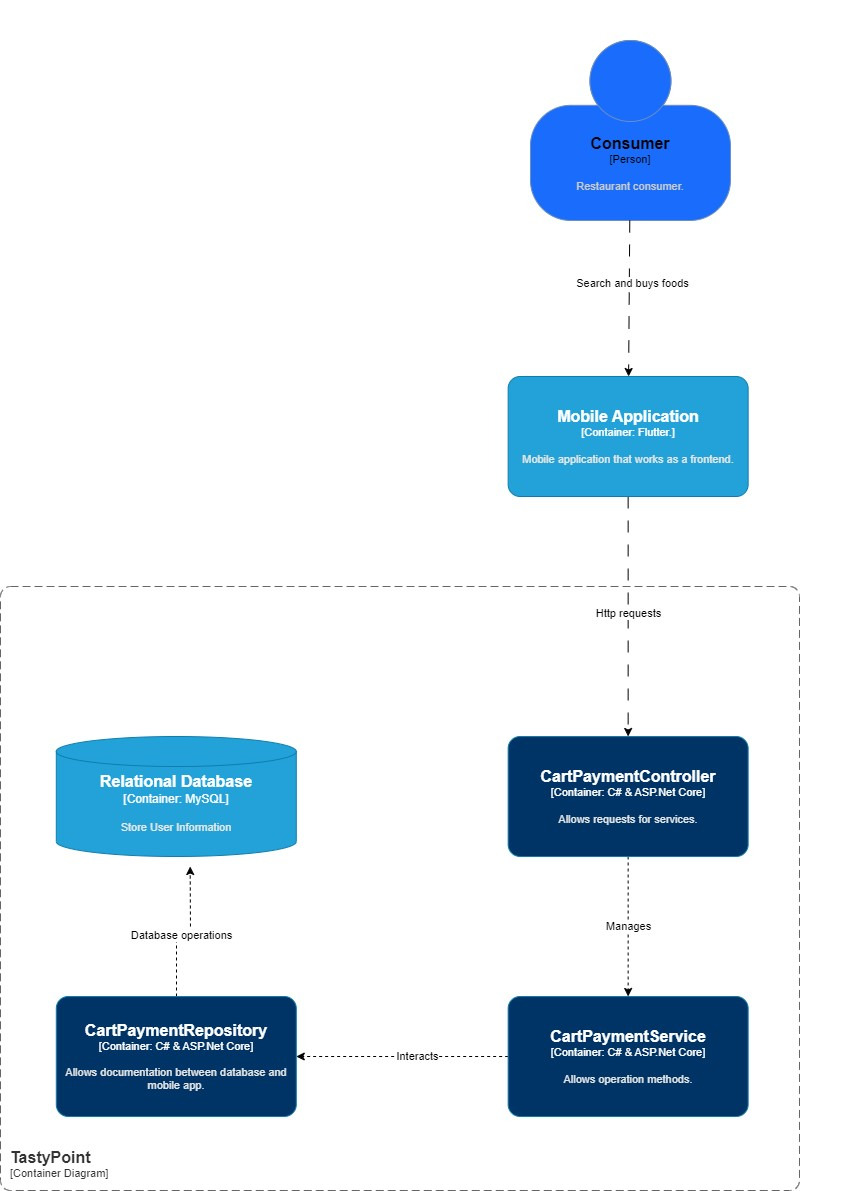 Consumer
[Person]
Restaurant consumer.
Search and buys foods
Mobile Application
[Container: Flutter.]
Mobile application that works as a frontend.
Http requests
Relational Database
[Container: MySQL]
Store User Information
CartPaymentController
[Container: C# & ASP.Net Core]
Allows requests for services.
Database operations
Manages
CartPaymentRepository
[Container: C# & ASP.Net Core]
Allows documentation between database and
mobile app.
Interacts
CartPaymentService
[Container: C# & ASP.Net Core]
Allows operation methods.
TastyPoint
[Container Diagram]